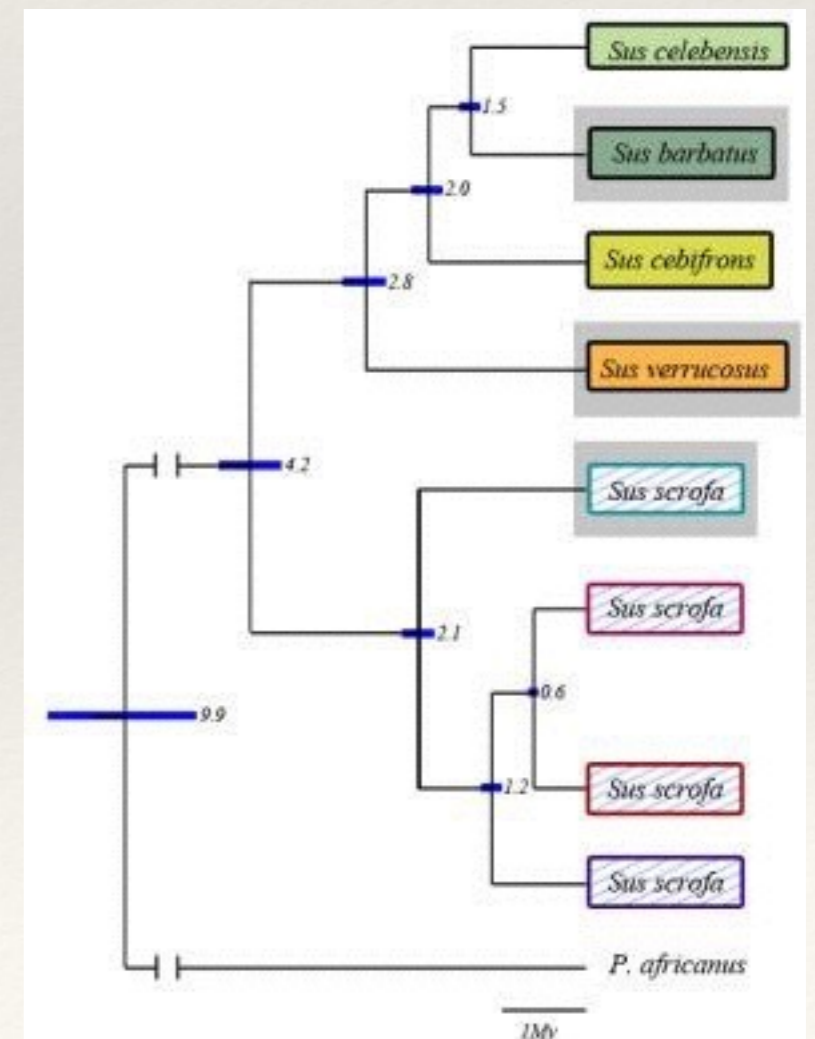 Sus celebensis
1.5
Sus barbatus
2.0
Sus cebifrons
2.8
Sus verrucosus
4.2
Sus scrofa
2.1
Sus scrofa
0.6
9.9
1.2
Sus scrofa
Sus scrofa
P. africanus
1My